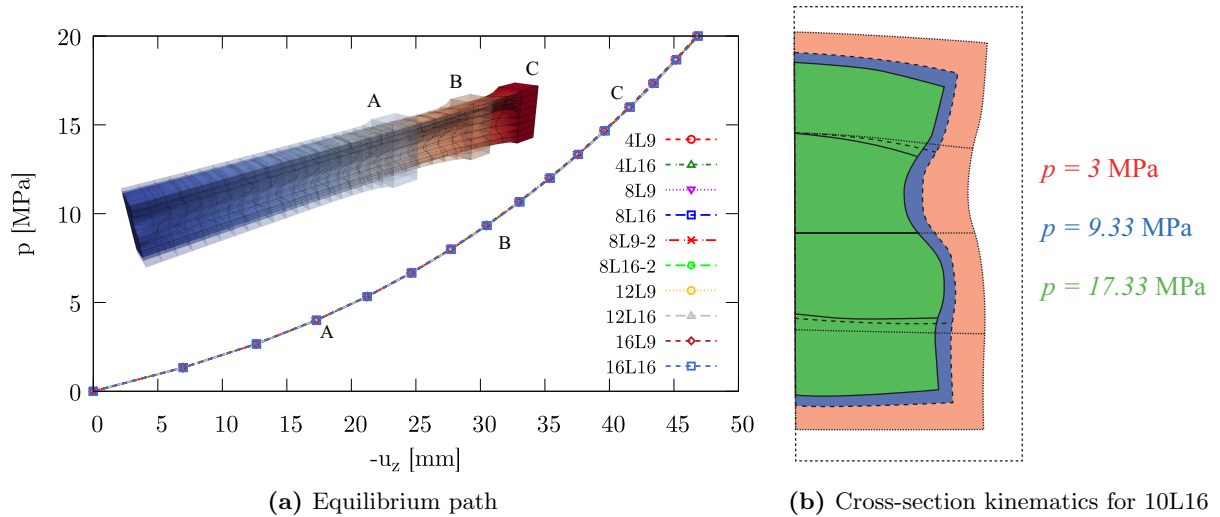 20
15
10
5
0
p [MPa]
A
B
C
A
B
C
4L9
4L16
8L9
8L16
8L9-2
8L16-2
12L9
12L16
16L9
16L16
0 5 10 15 20 25 30 35 40 45 50
-u_z [mm]
(a) Equilibrium path
p = 3 MPa
p = 9.33 MPa
p = 17.33 MPa
(b) Cross-section kinematics for 10L16